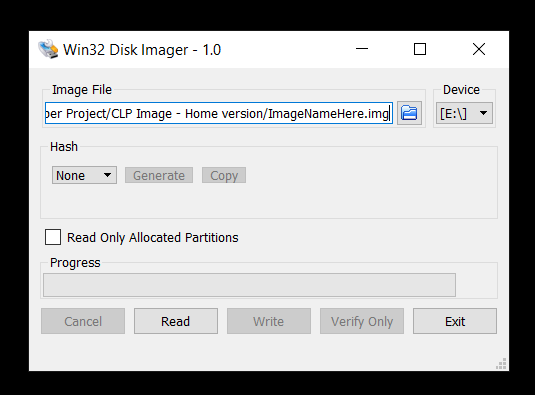 Win32 Disk Imager - 1.0
Image File
Device
per Project/CLP Image - Home version/ImageNameHere.img
[E:\]
Hash
None
Generate
Copy
Read Only Allocated Partitions
Progress
Cancel
Read
Write
Verify Only
Exit